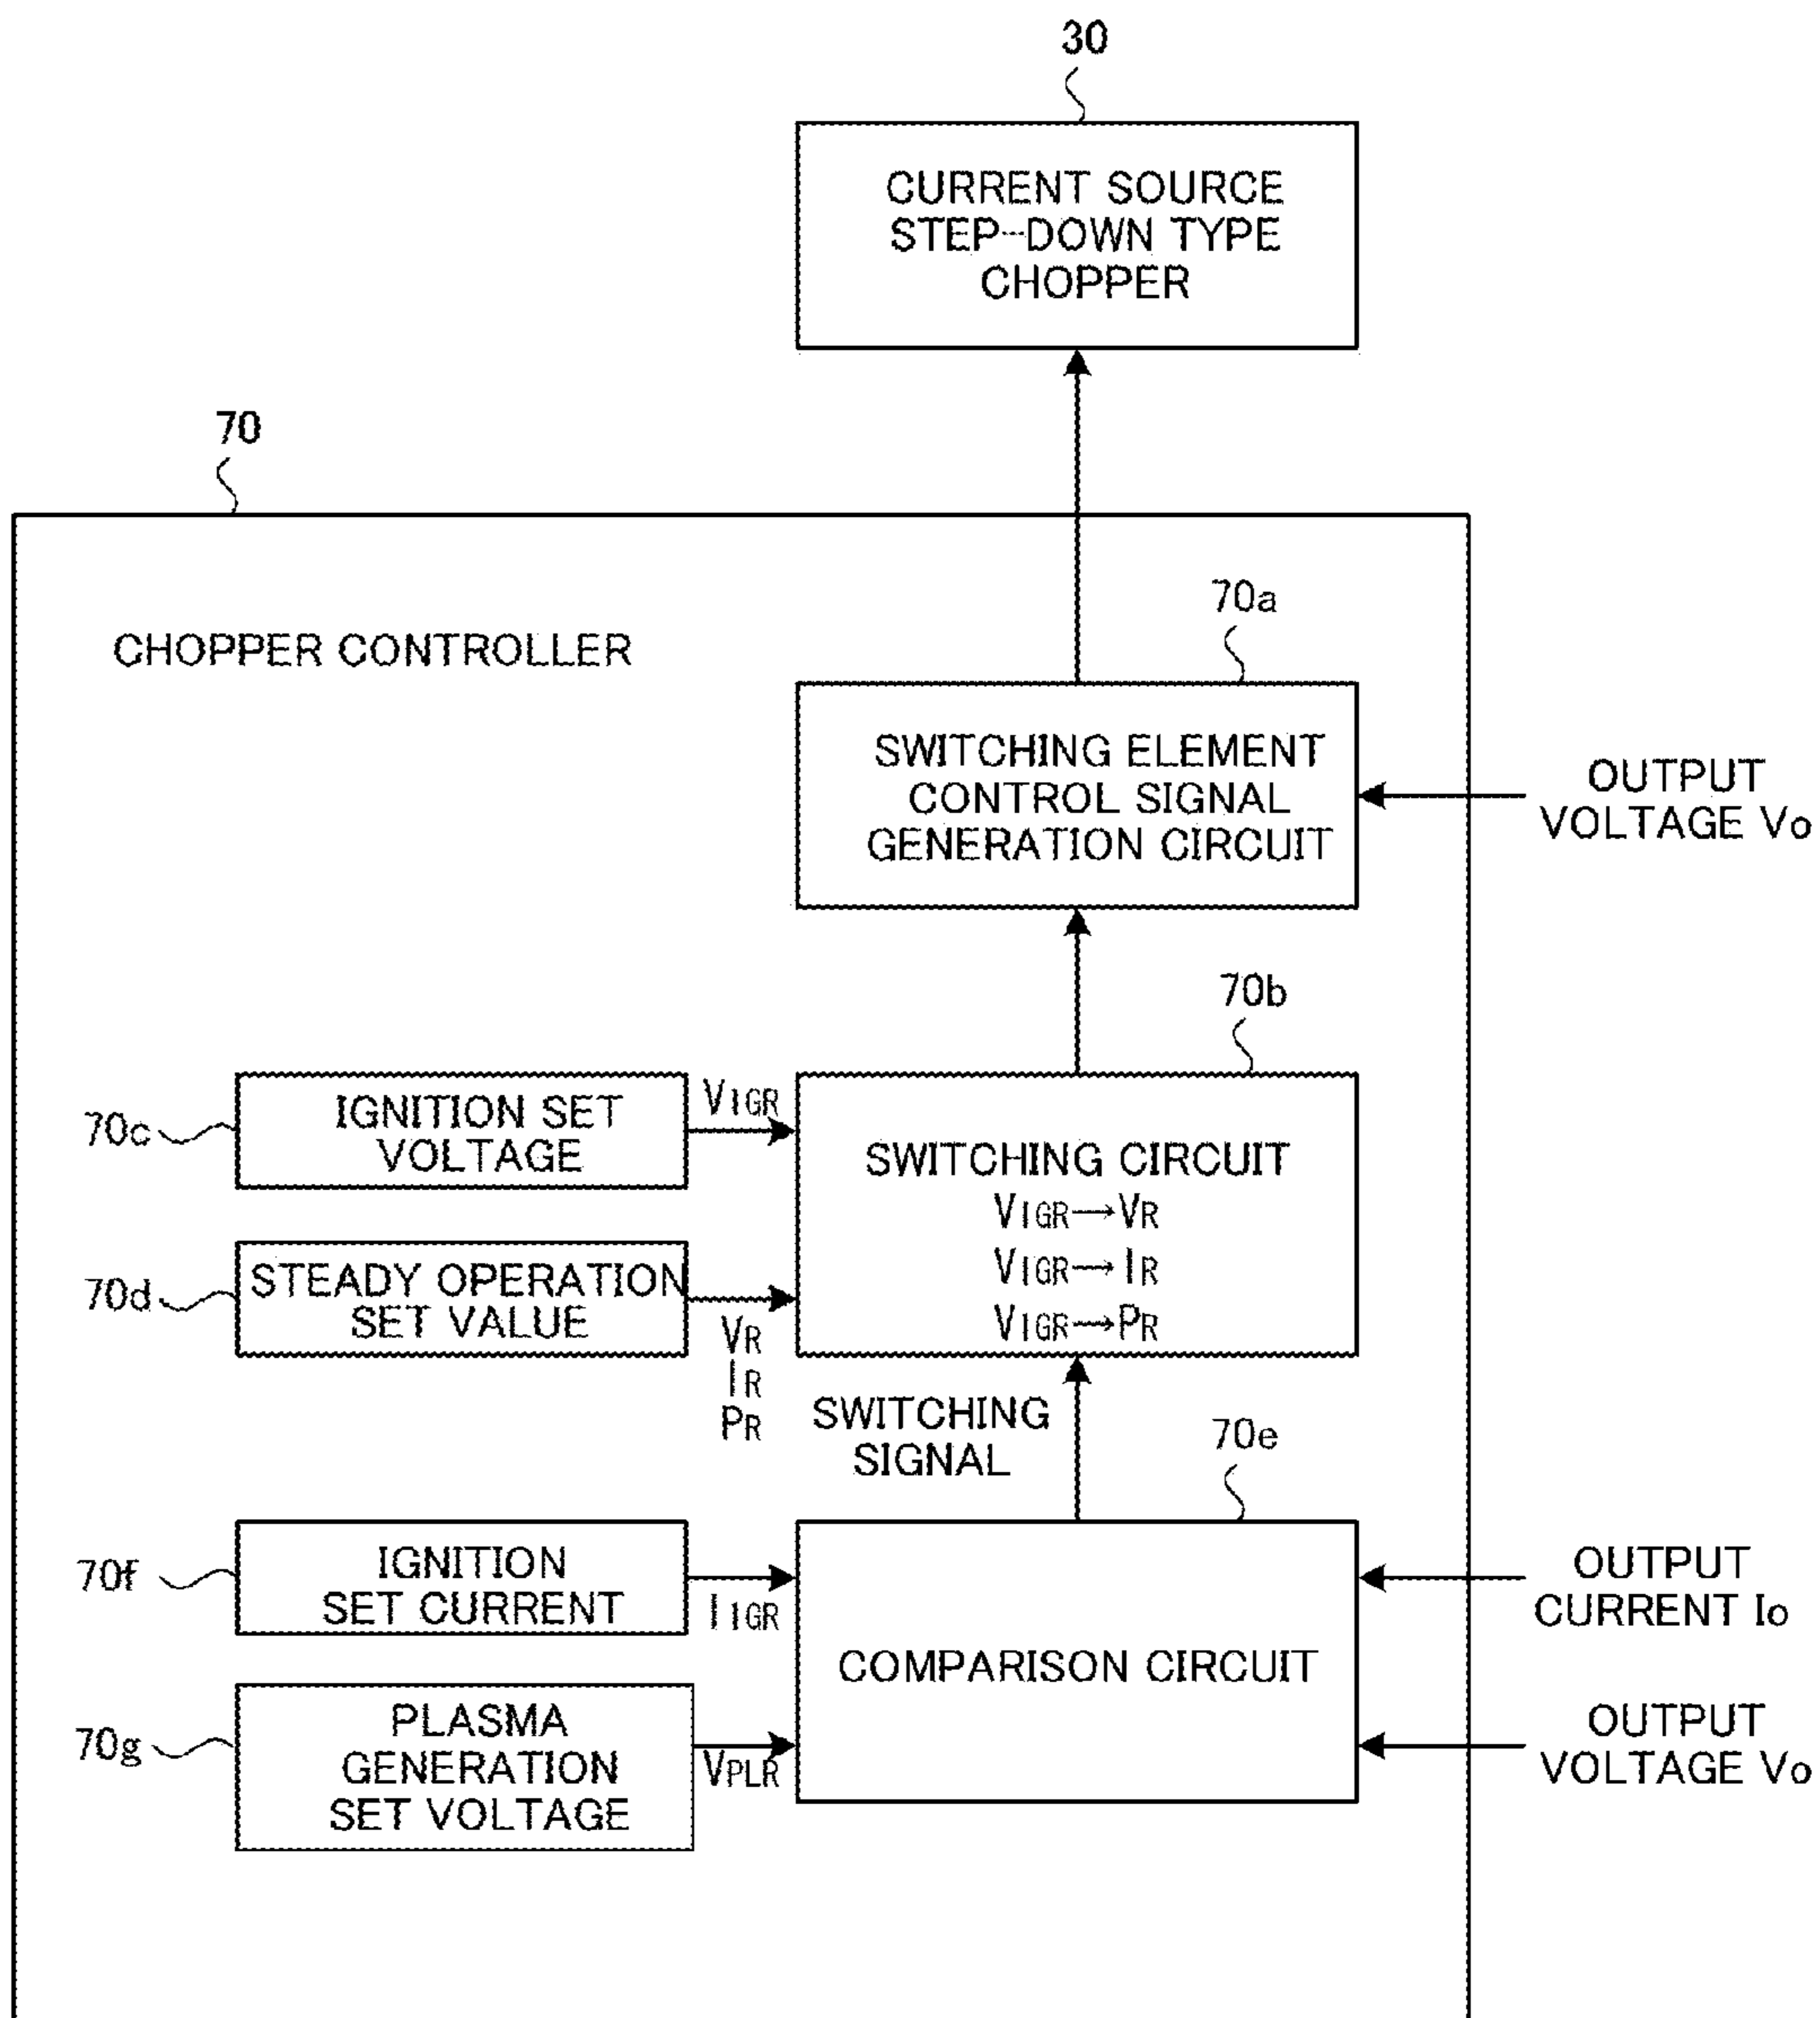 30
CURRENT SOURCE
STEP-DOWN TYPE
CHOPPER
70
CHOPPER CONTROLLER
70a
SWITCHING ELEMENT
CONTROL SIGNAL
GENERATION CIRCUIT
OUTPUT
VOLTAGE Vo
70b
70c
IGNITION SET
VOLTAGE
VIGR
SWITCHING CIRCUIT
VIGR→VR
VIGR→IR
VIGR→PR
70d
STEADY OPERATION
SET VALUE
VR
IR
PR
SWITCHING
SIGNAL
70e
70f
IGNITION
SET CURRENT
IIGR
COMPARISON CIRCUIT
OUTPUT
CURRENT Io
70g
PLASMA
GENERATION
SET VOLTAGE
VPLR
OUTPUT
VOLTAGE Vo